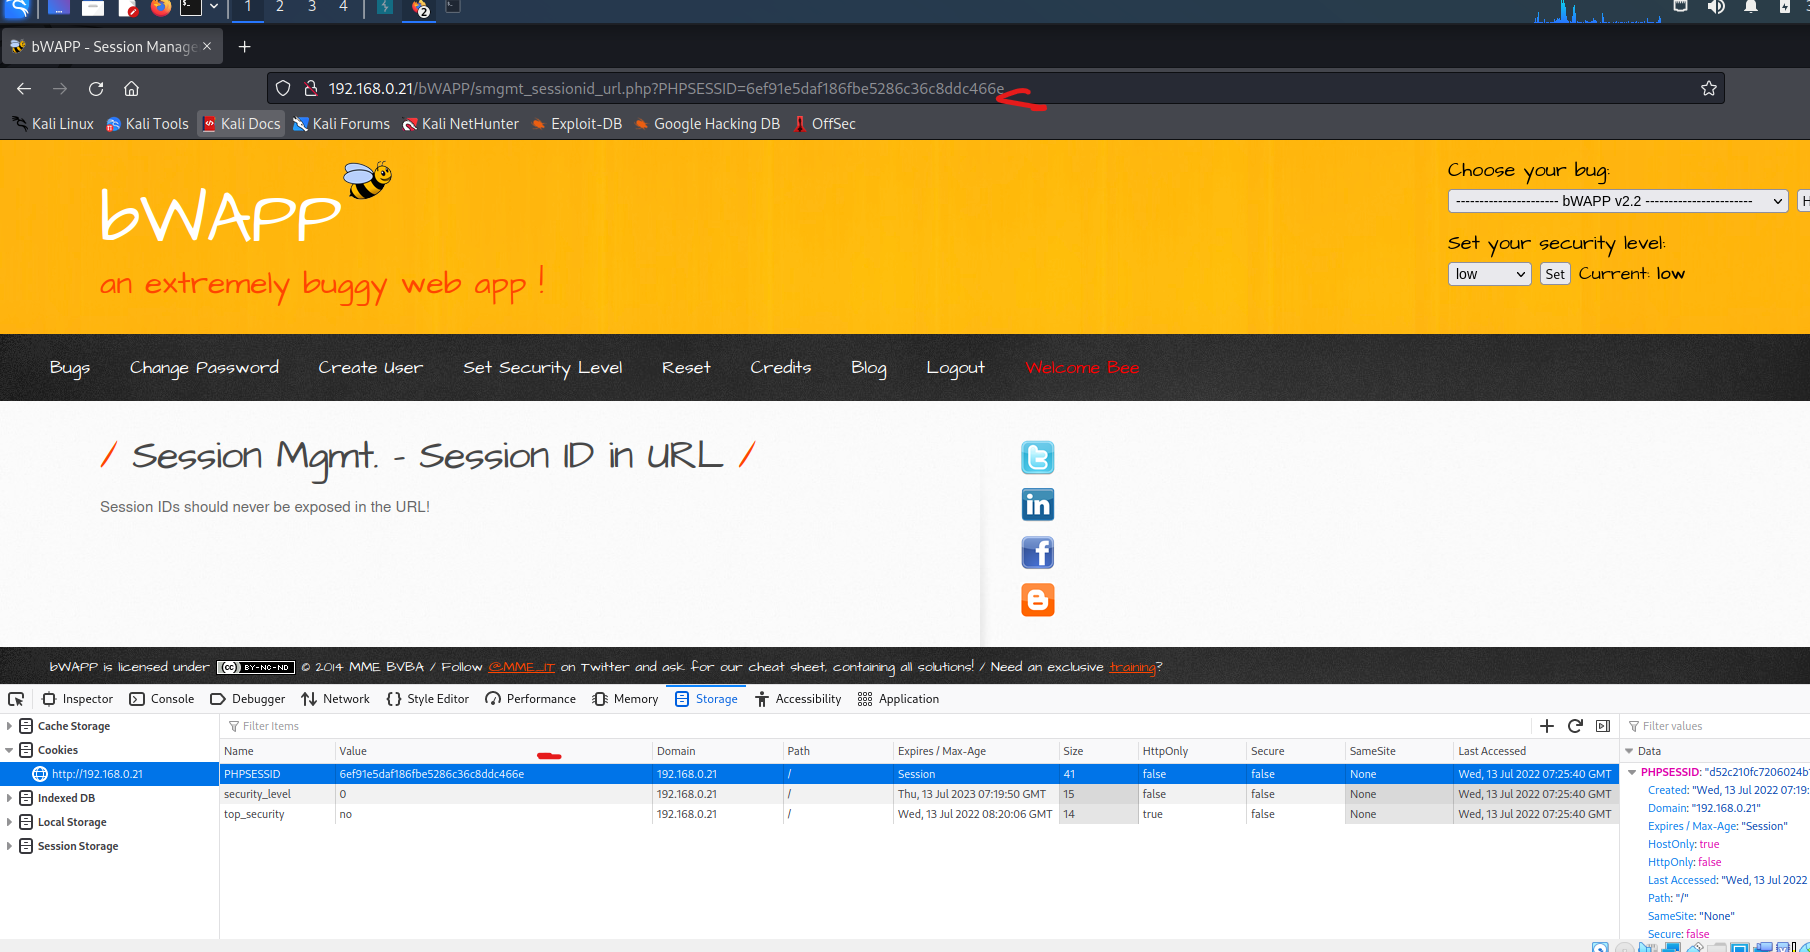 1 2 3 4 2
bWAPP - Session Manage
192.168.0.21/bWAPP/smgmt_sessionid_url.php?PHPSESSID=6ef91e5daf186fbe5286c36c8ddc466e
Kali Linux Kali Tools Kali Docs Kali Forums Kali NetHunter Exploit-DB Google Hacking DB OffSec
bWAPP
an extremely buggy web app !
Choose your bug:
---------------------- bWAPP v2.2 ----------------------- H
Set your security level:
low Set Current: low
Bugs Change Password Create User Set Security Level Reset Credits Blog Logout Welcome Bee
/ Session Mgmt. - Session ID in URL /
Session IDs should never be exposed in the URL!
bWAPP is licensed under (cc) BY-NC-ND © 2014 MME BVBA / Follow @MME_IT on Twitter and ask for our cheat sheet, containing all solutions! / Need an exclusive training?
Inspector Console Debugger Network Style Editor Performance Memory Storage Accessibility Application
Cache Storage
Cookies
http://192.168.0.21
Indexed DB
Local Storage
Session Storage
Filter Items
Name Value Domain Path Expires / Max-Age Size HttpOnly Secure SameSite Last Accessed
PHPSESSID 6ef91e5daf186fbe5286c36c8ddc466e 192.168.0.21 / Session 41 false false None Wed, 13 Jul 2022 07:25:40 GMT
security_level 0 192.168.0.21 / Thu, 13 Jul 2023 07:19:50 GMT 15 false false None Wed, 13 Jul 2022 07:25:40 GMT
top_security no 192.168.0.21 / Wed, 13 Jul 2022 08:20:06 GMT 14 true false None Wed, 13 Jul 2022 07:25:40 GMT
Filter values
Data
PHPSESSID: "d52c210fc7206024b
Created: "Wed, 13 Jul 2022 07:19:
Domain: "192.168.0.21"
Expires / Max-Age: "Session"
HostOnly: true
HttpOnly: false
Last Accessed: "Wed, 13 Jul 2022
Path: "/"
SameSite: "None"
Secure: false